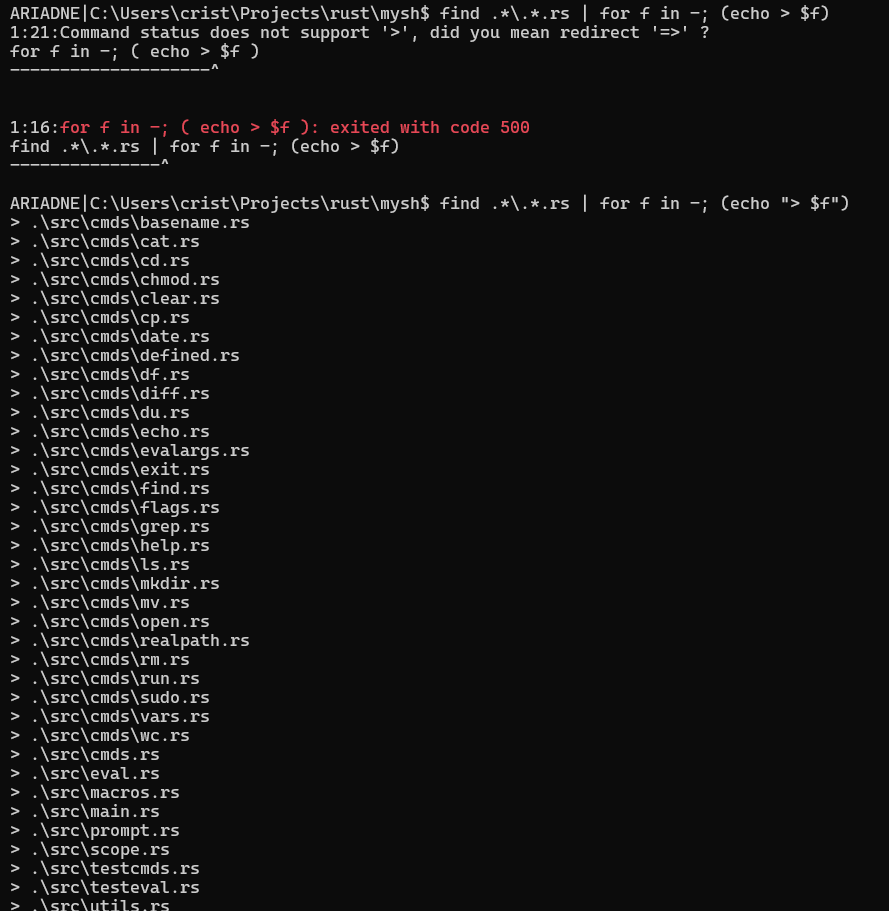 ARIADNE|C:\Users\crist\Projects\rust\mysh$ find .*\.*.rs | for f in -; (echo > $f)
1:21:Command status does not support '>', did you mean redirect '=>' ?
for f in -; ( echo > $f )
--------------------^
1:16:for f in -; ( echo > $f ): exited with code 500
find .*\.*.rs | for f in -; (echo > $f)
---------------^
ARIADNE|C:\Users\crist\Projects\rust\mysh$ find .*\.*.rs | for f in -; (echo "> $f")
> .\src\cmds\basename.rs
> .\src\cmds\cat.rs
> .\src\cmds\cd.rs
> .\src\cmds\chmod.rs
> .\src\cmds\clear.rs
> .\src\cmds\cp.rs
> .\src\cmds\date.rs
> .\src\cmds\defined.rs
> .\src\cmds\df.rs
> .\src\cmds\diff.rs
> .\src\cmds\du.rs
> .\src\cmds\echo.rs
> .\src\cmds\evalargs.rs
> .\src\cmds\exit.rs
> .\src\cmds\find.rs
> .\src\cmds\flags.rs
> .\src\cmds\grep.rs
> .\src\cmds\help.rs
> .\src\cmds\ls.rs
> .\src\cmds\mkdir.rs
> .\src\cmds\mv.rs
> .\src\cmds\open.rs
> .\src\cmds\realpath.rs
> .\src\cmds\rm.rs
> .\src\cmds\run.rs
> .\src\cmds\sudo.rs
> .\src\cmds\vars.rs
> .\src\cmds\wc.rs
> .\src\cmds.rs
> .\src\eval.rs
> .\src\macros.rs
> .\src\main.rs
> .\src\prompt.rs
> .\src\scope.rs
> .\src\testcmds.rs
> .\src\testeval.rs
> .\src\utils.rs